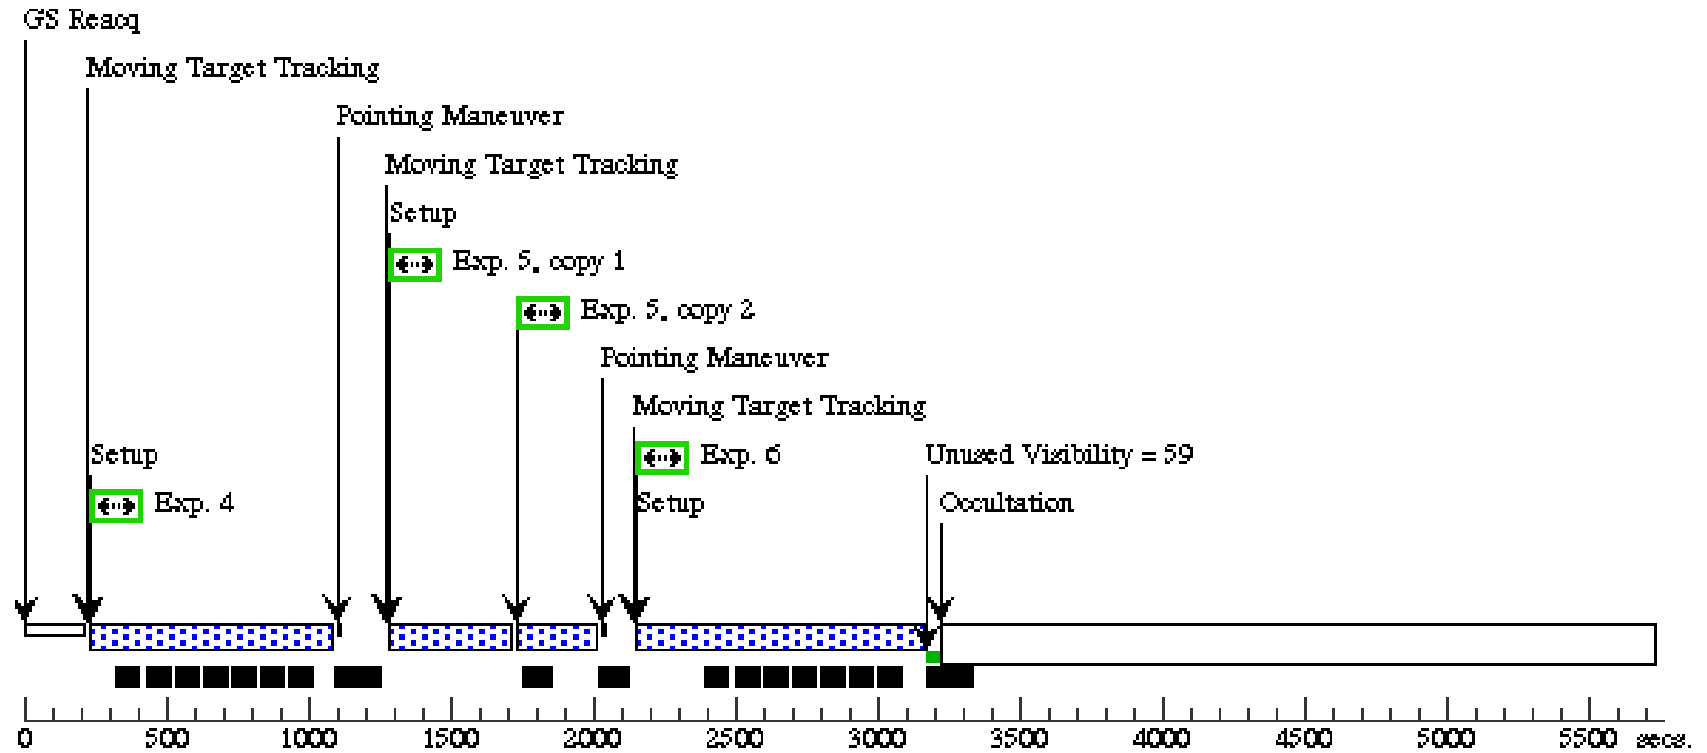 GS Reacq
Moving Target Tracking
Pointing Maneuver
Moving Target Tracking
Setup
Exp. 5, copy 1
Exp. 5, copy 2
Pointing Maneuver
Moving Target Tracking
Setup
Exp. 6
Unused Visibility = 59
Exp. 4
Setup
Occultation
0 500 1000 1500 2000 2500 3000 3500 4000 4500 5000 5500 secs.